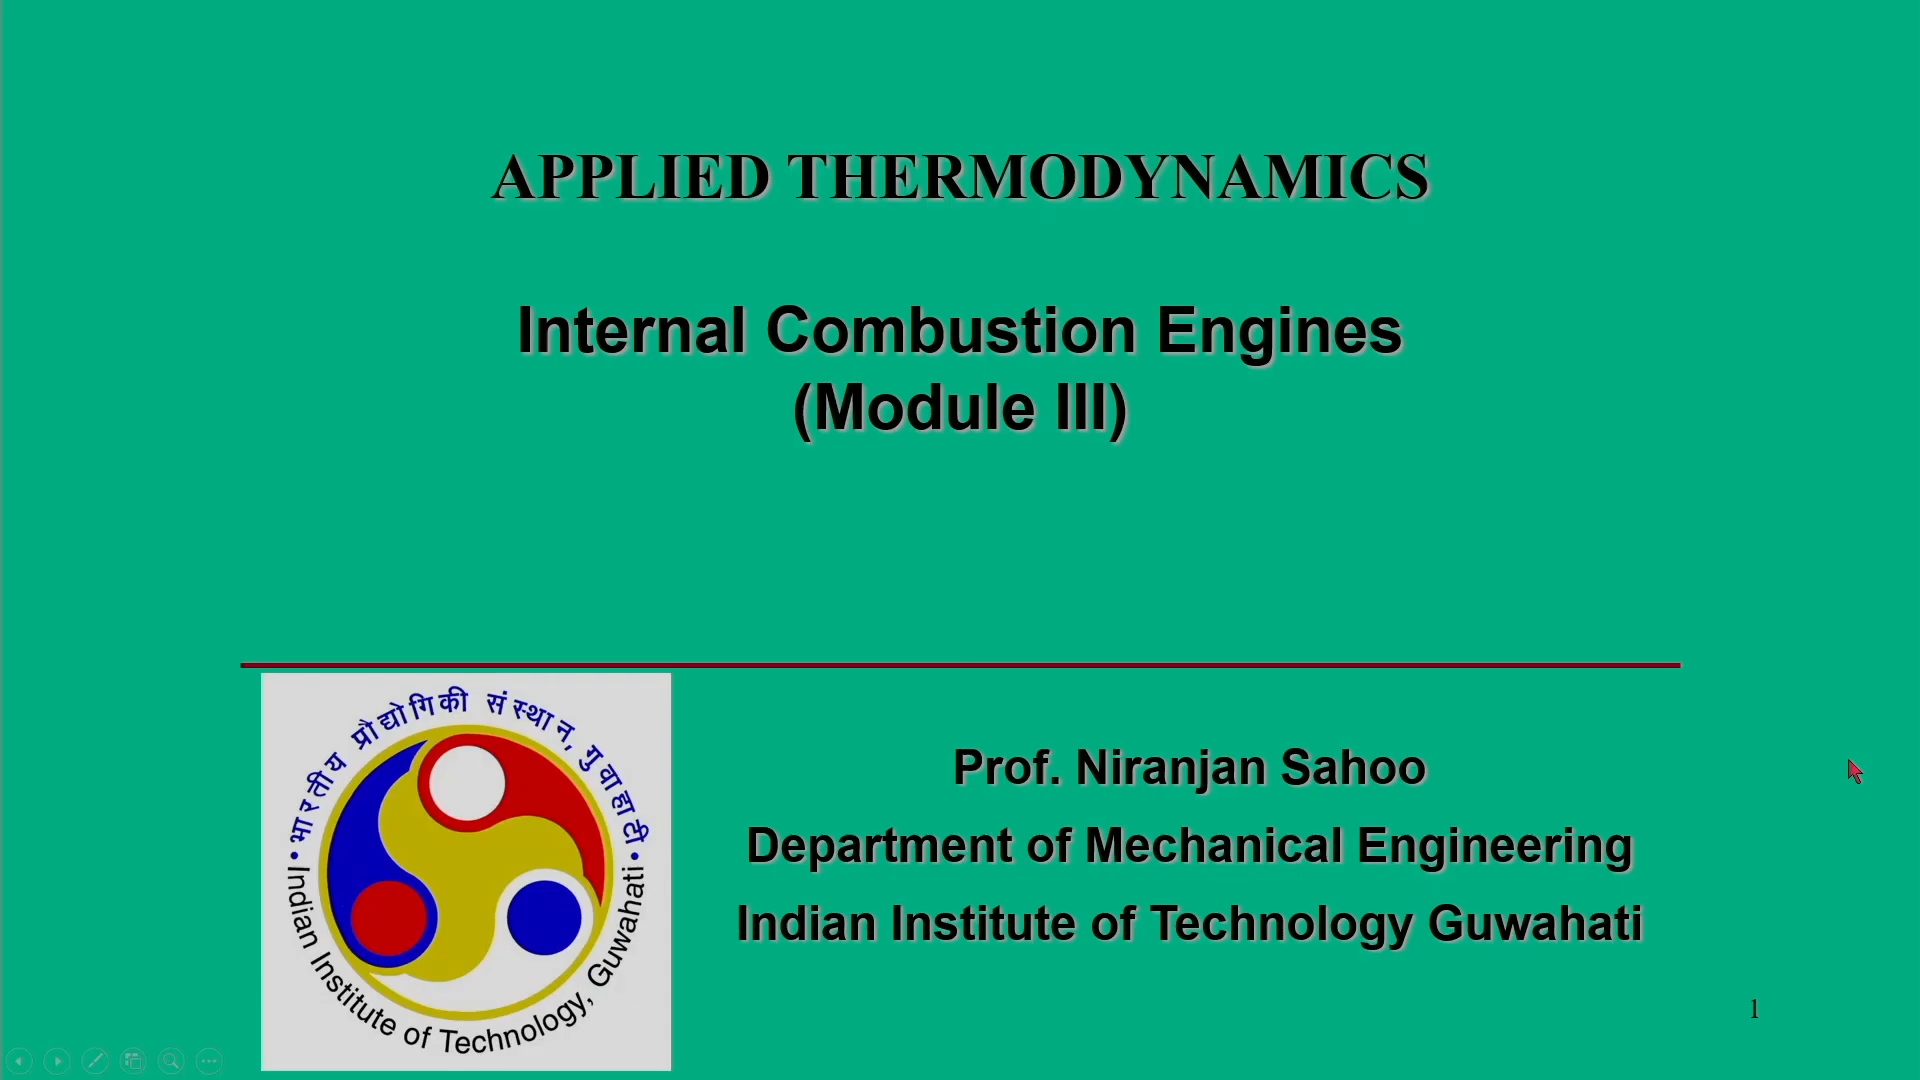 APPLIED THERMODYNAMICS
Internal Combustion Engines
(Module III)
भारतीय प्रौद्योगिकी संस्थान, गुवाहाटी
Indian Institute of Technology, Guwahati
Prof. Niranjan Sahoo
Department of Mechanical Engineering
Indian Institute of Technology Guwahati
1